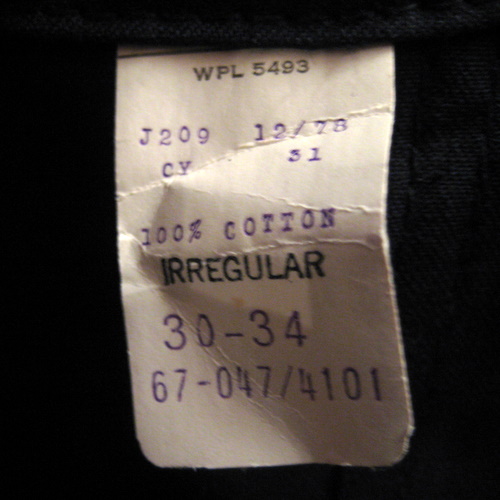 WPL 5493
J209 12/78
CY 31
100% COTTON
IRREGULAR
30-34
67-047/4101